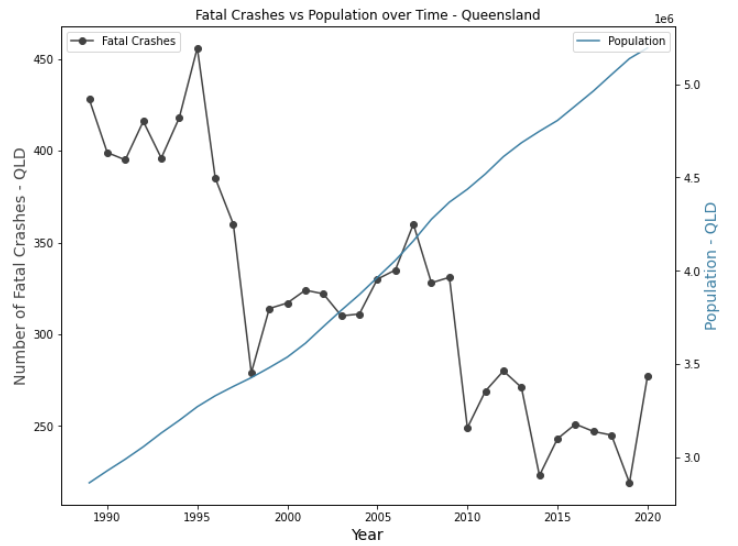 Fatal Crashes vs Population over Time - Queensland
1e6
Fatal Crashes
Population
450
400
350
300
250
Number of Fatal Crashes - QLD
5.0
4.5
4.0
3.5
3.0
Population - QLD
1990 1995 2000 2005 2010 2015 2020
Year